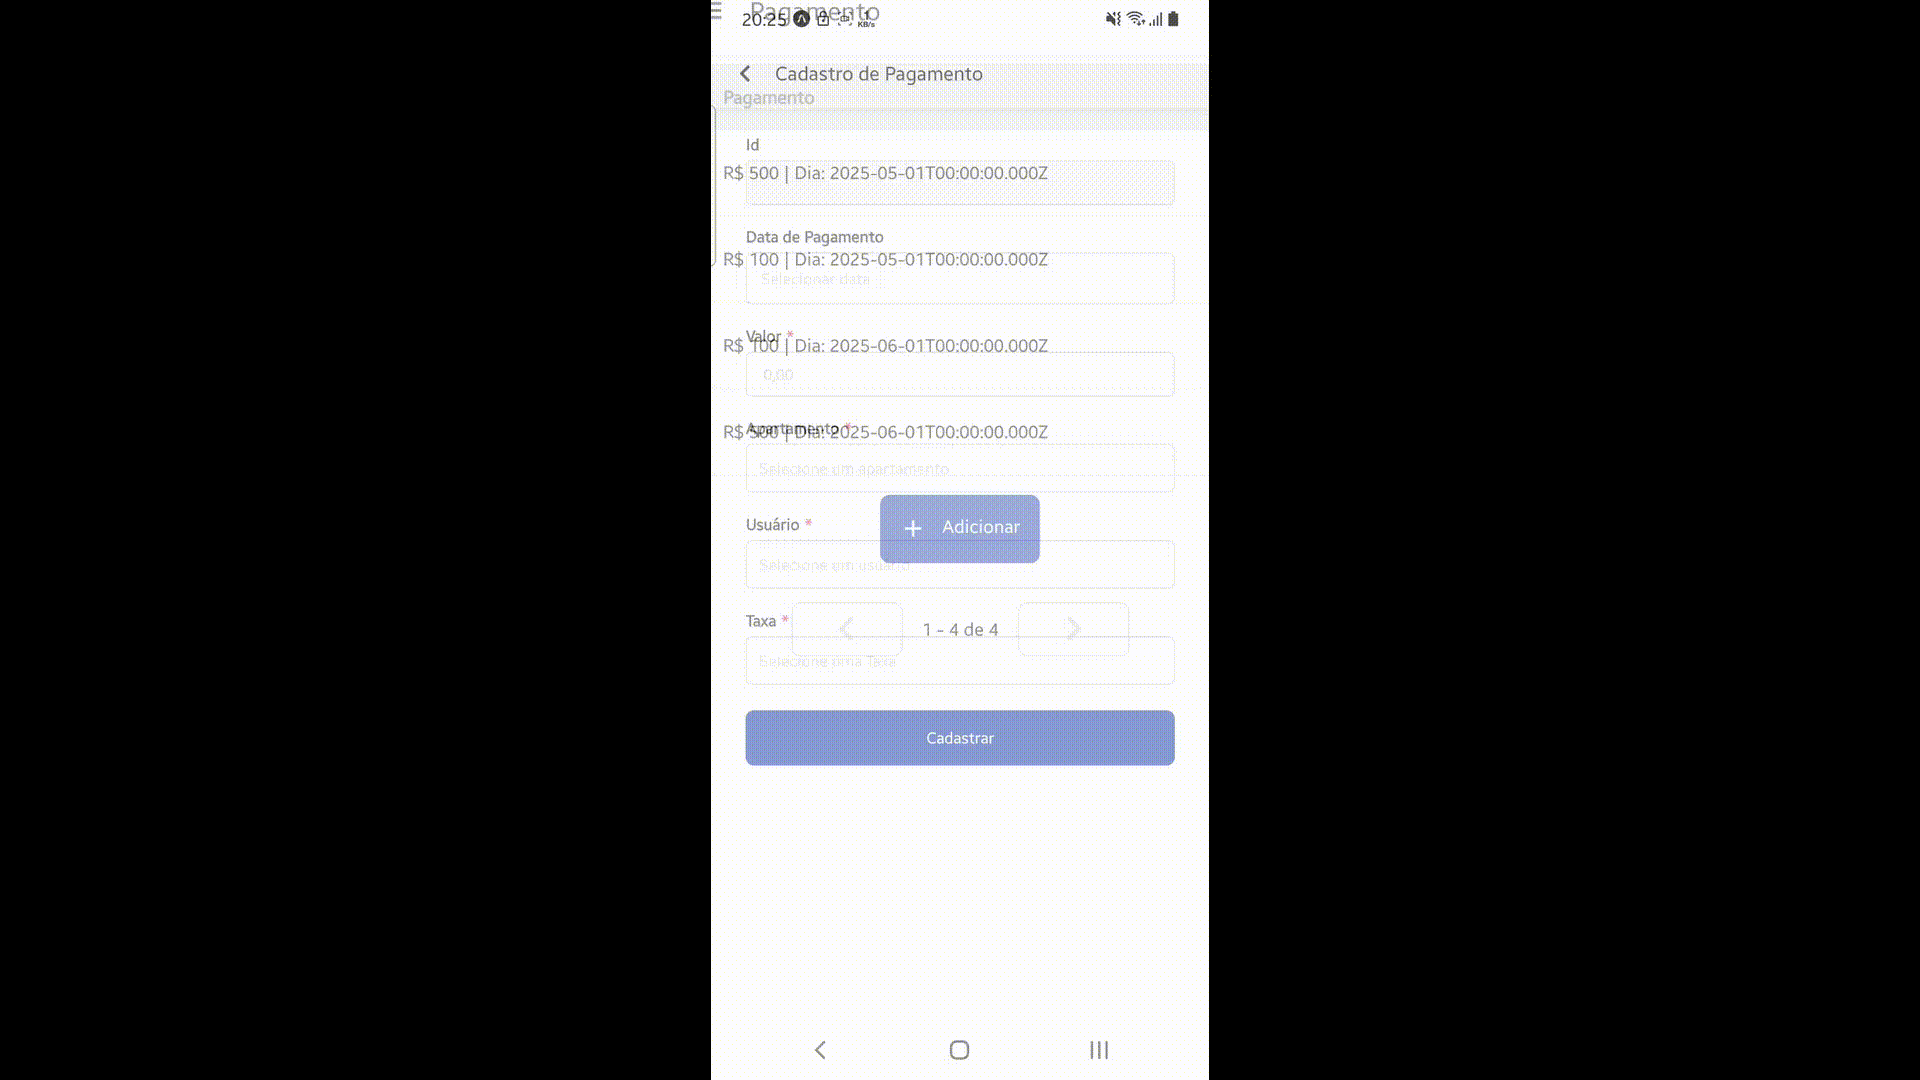 Pagamento
20:25
1 KB/s
Cadastro de Pagamento
Pagamento
Id
R$ 500 | Dia: 2025-05-01T00:00:00.000Z
Data de Pagamento
R$ 100 | Dia: 2025-05-01T00:00:00.000Z
Selecionar data
Valor *
R$ 100 | Dia: 2025-06-01T00:00:00.000Z
0,00
Apartamento *
R$ 500 | Dia: 2025-06-01T00:00:00.000Z
Selecione um apartamento
Usuário *
+ Adicionar
Selecione um usuário
Taxa *
1 - 4 de 4
Selecione uma Taxa
Cadastrar